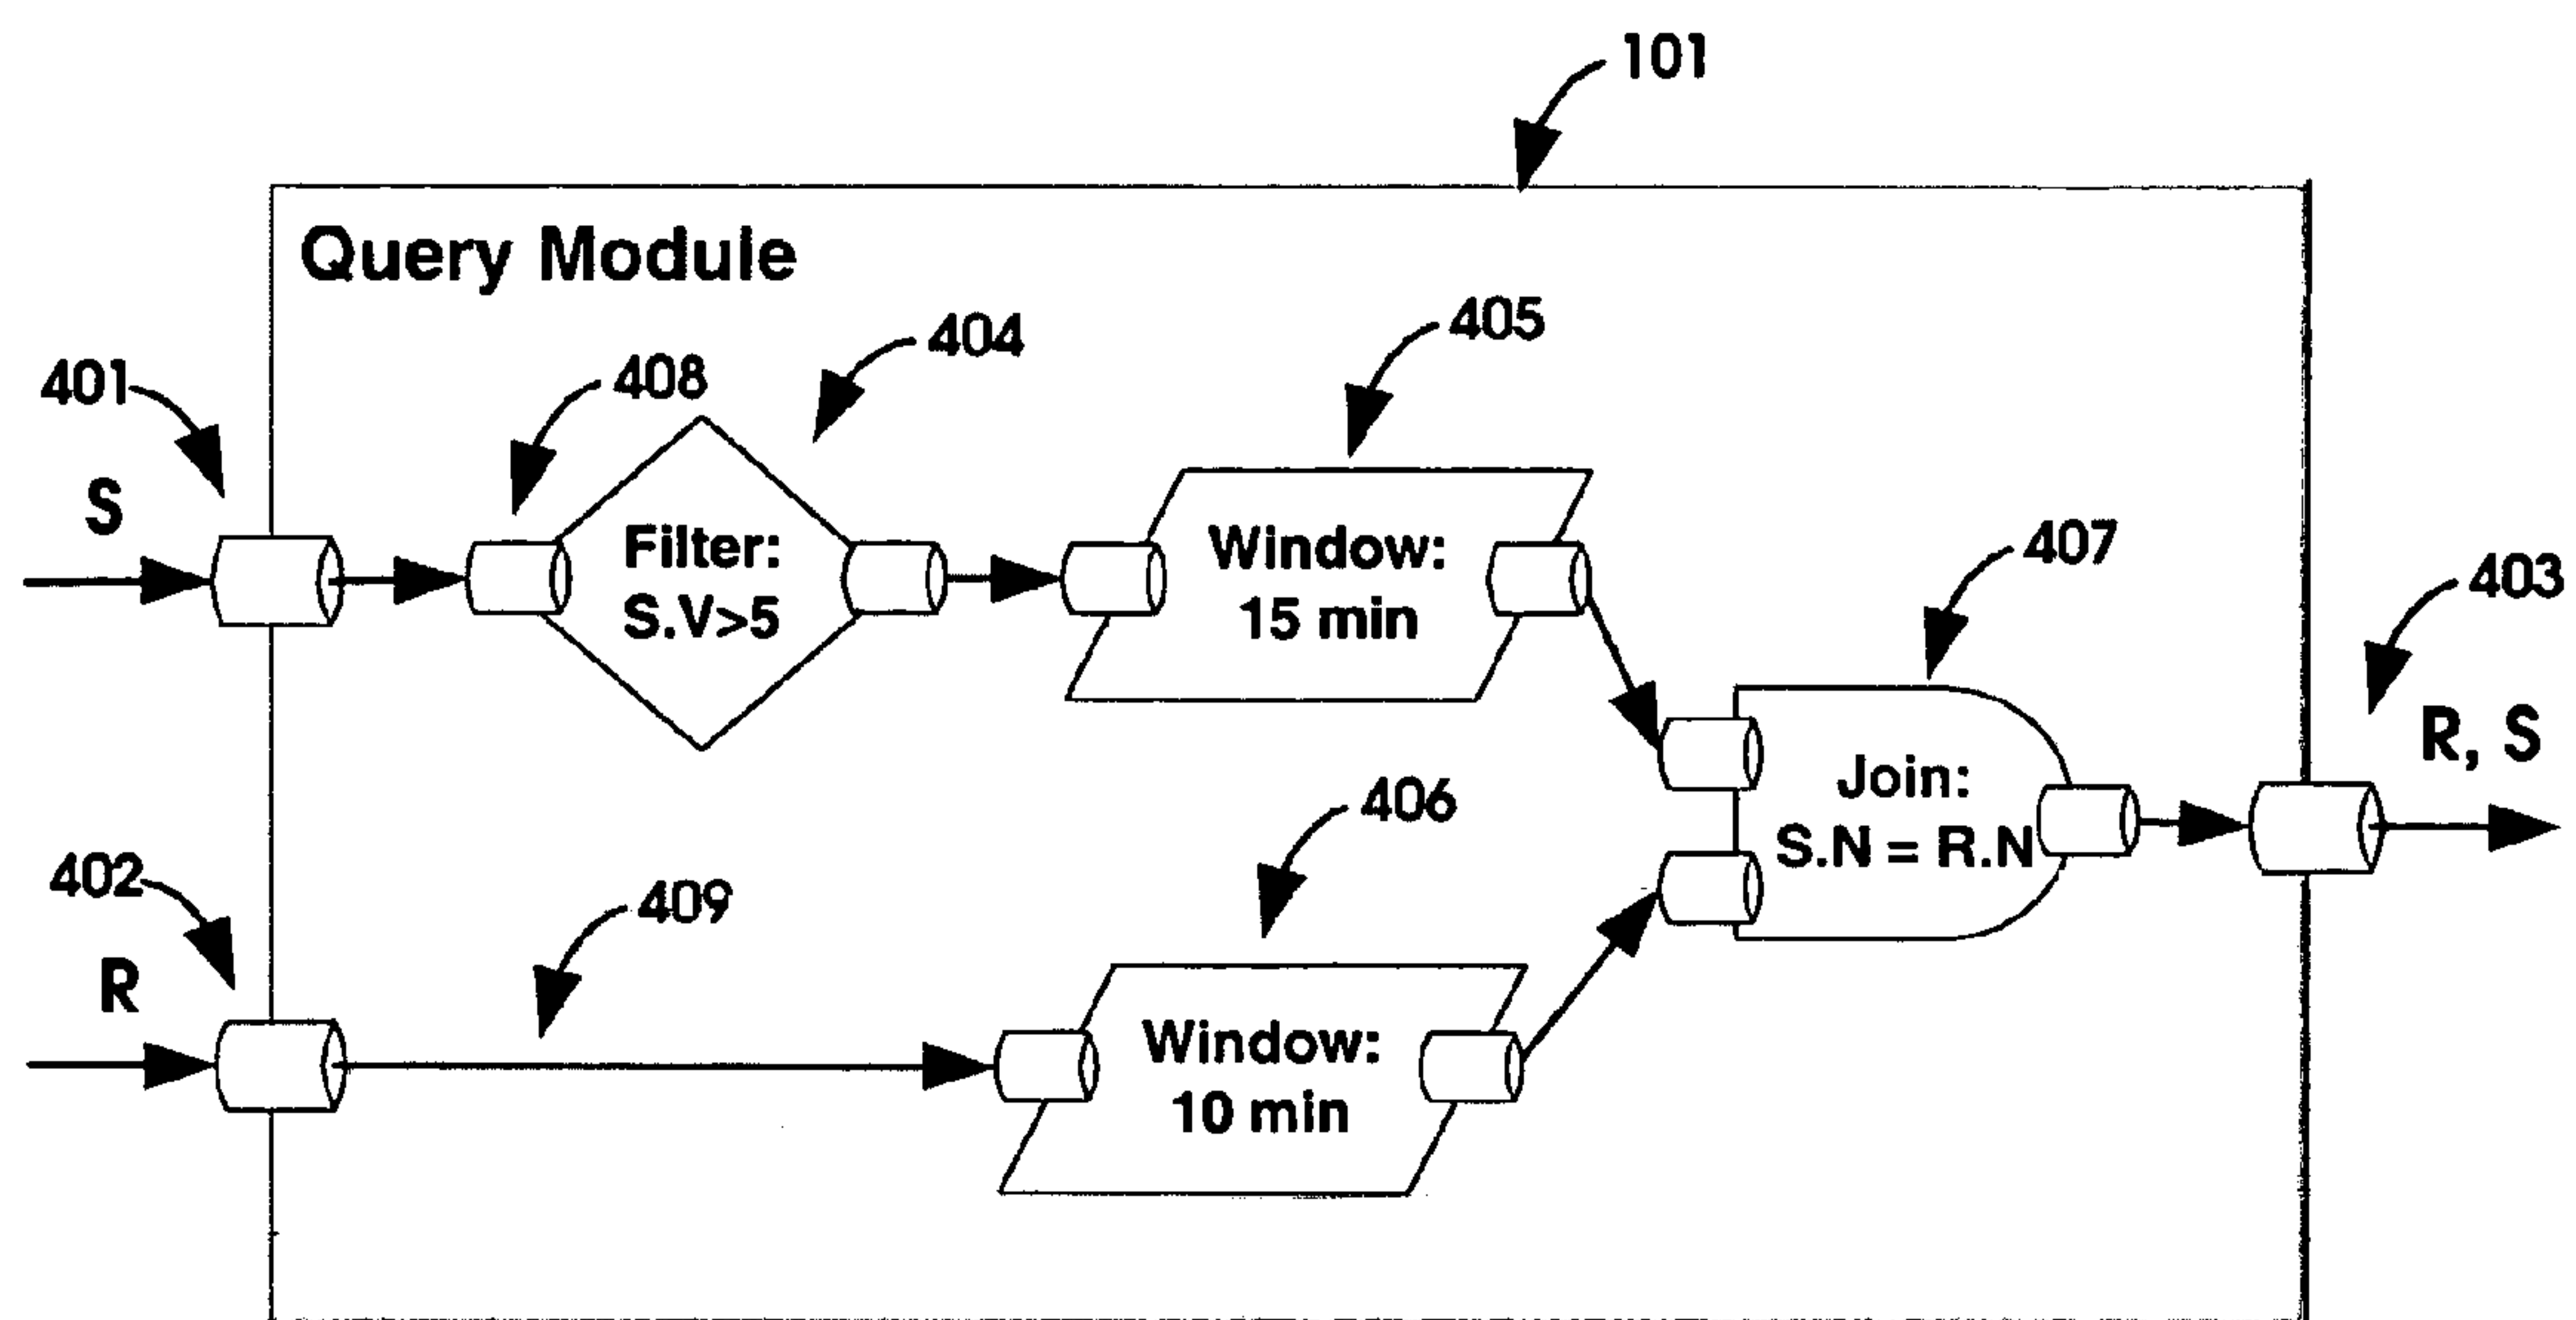 101
Query Module
405
404
408
401
S
Filter:
S.V>5
Window:
15 min
407
403
R, S
Join:
S.N = R.N
406
402
409
R
Window:
10 min